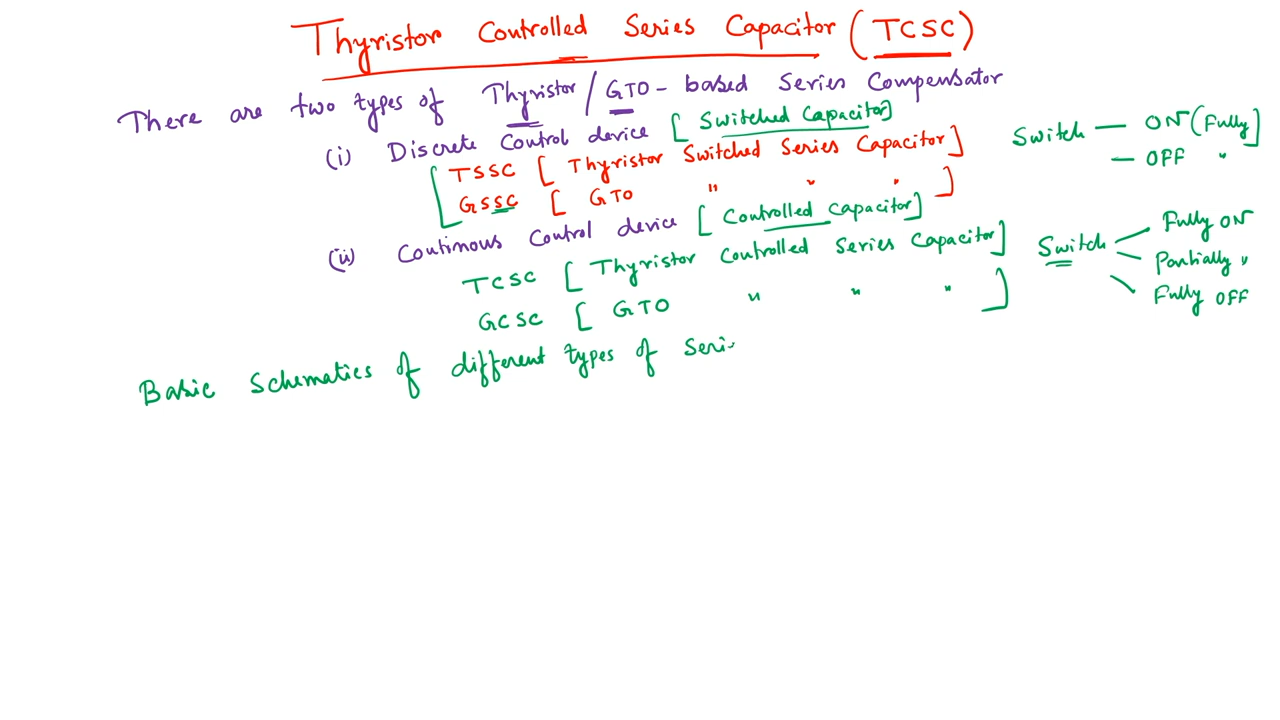 Thyristor Controlled Series Capacitor (TCSC)
There are two types of Thyristor/GTO-based Series Compensator
(i) Discrete Control device [Switched Capacitor]
Switch — ON (Fully]
— OFF "
TSSC [Thyristor Switched Series Capacitor]
GSSC [GTO " " "]
(ii) Continous Control device [Controlled Capacitor]
TCSC [Thyristor Controlled Series Capacitor]
GCSC [GTO " " "]
Switch
Fully ON
Partially "
Fully OFF
Basic Schematics of different types of Seri